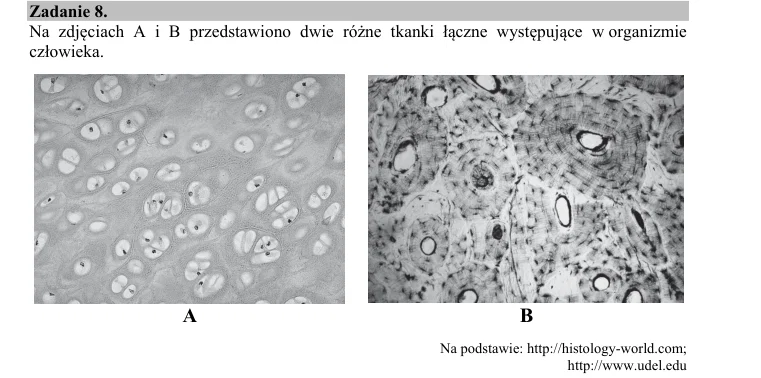 Zadanie 8.
Na zdjęciach A i B przedstawiono dwie różne tkanki łączne występujące w organizmie
człowieka.
A
B
Na podstawie: http://histology-world.com;
http://www.udel.edu